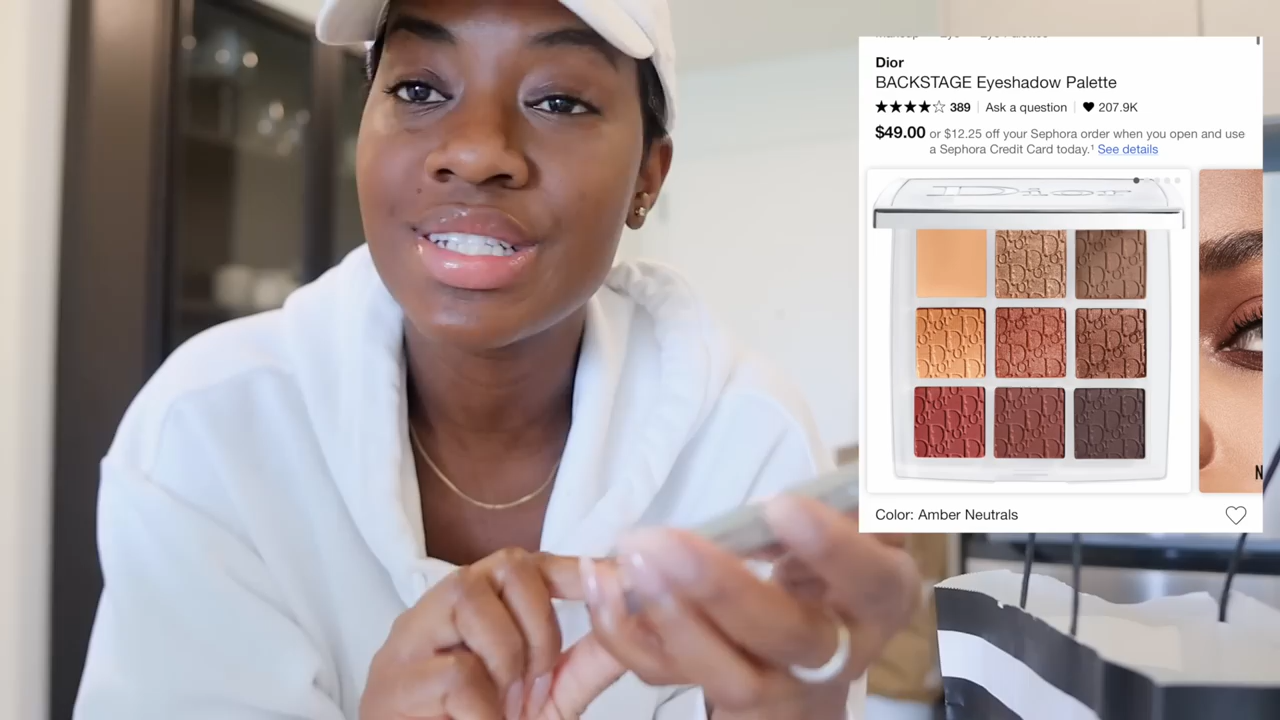 Dior
BACKSTAGE Eyeshadow Palette
★★★★☆ 389 | Ask a question | ♥ 207.9K
$49.00 or $12.25 off your Sephora order when you open and use
a Sephora Credit Card today.¹ See details
Dior
Color: Amber Neutrals